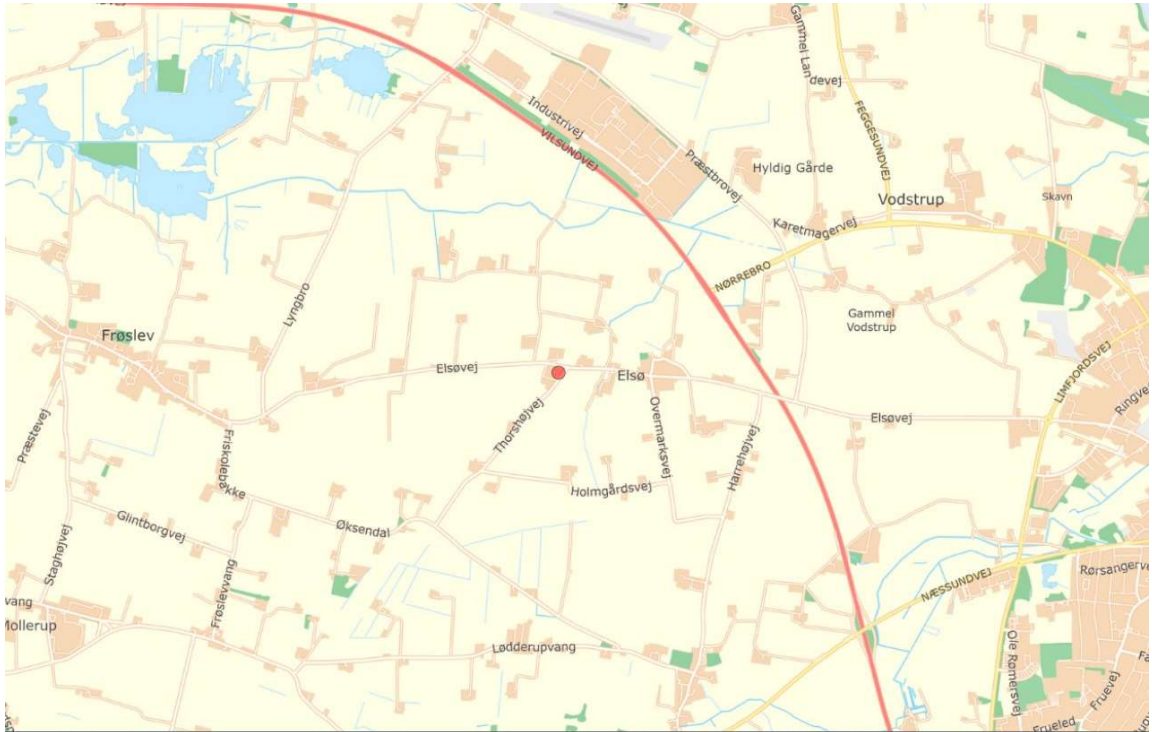 Gammel Landevej
FEGGESUNDVEJ
Industrivej
VILSUNDVEJ
Præstbrovej
Hyldig Gårde
Vodstrup
Skavn
Karetmagervej
NØRREBRO
Lyngbro
Gammel
Vodstrup
Frøslev
LIMFJORDSVEJ
Elsøvej
Elsø
Ringve
Præstevej
Thorshøjvej
Overmarksvej
Elsøvej
Harrehøjvej
Friskolebakke
Holmgårdsvej
Glintborgvej
Øksendal
Staghøjvej
Frøslevvang
NÆSSUNDVEJ
Rørsangerve
vang
Mollerup
Lødderupvang
Ole Rømersvej
Fruevej
Frueled